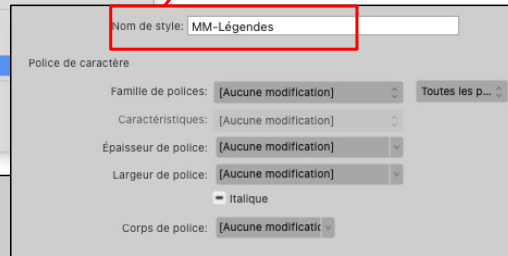 Nom de style: MM-Légendes
Police de caractère
Famille de polices: [Aucune modification] Toutes les p...
Caractéristiques: [Aucune modification]
Épaisseur de police: [Aucune modification]
Largeur de police: [Aucune modification]
Italique
Corps de police: [Aucune modificatic